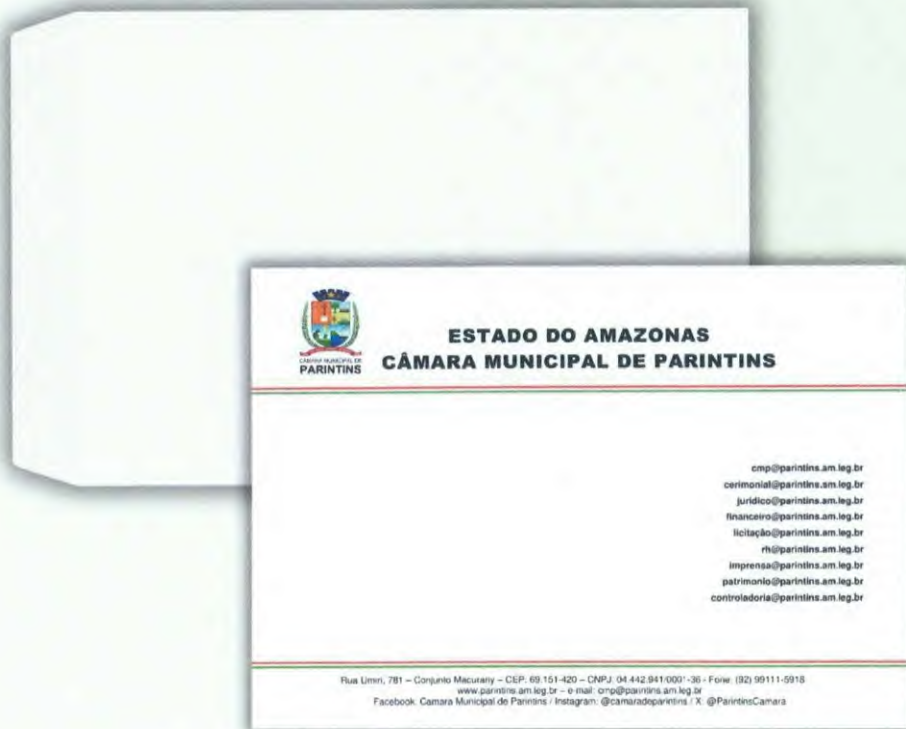 CÂMARA MUNICIPAL DE
PARINTINS
ESTADO DO AMAZONAS
CÂMARA MUNICIPAL DE PARINTINS
cmp@parintins.am.leg.br
cerimonial@parintins.am.leg.br
juridico@parintins.am.leg.br
financeiro@parintins.am.leg.br
licitação@parintins.am.leg.br
rh@parintins.am.leg.br
imprensa@parintins.am.leg.br
patrimonio@parintins.am.leg.br
controladoria@parintins.am.leg.br
Rua Umiri, 781 – Conjunto Macurany – CEP: 69.151-420 – CNPJ: 04.442.941/0001-36 - Fone: (92) 99111-5918
www.parintins.am.leg.br – e-mail: cmp@parintins.am.leg.br
Facebook: Camara Municipal de Parintins / Instagram: @camaradeparintins / X: @ParintinsCamara